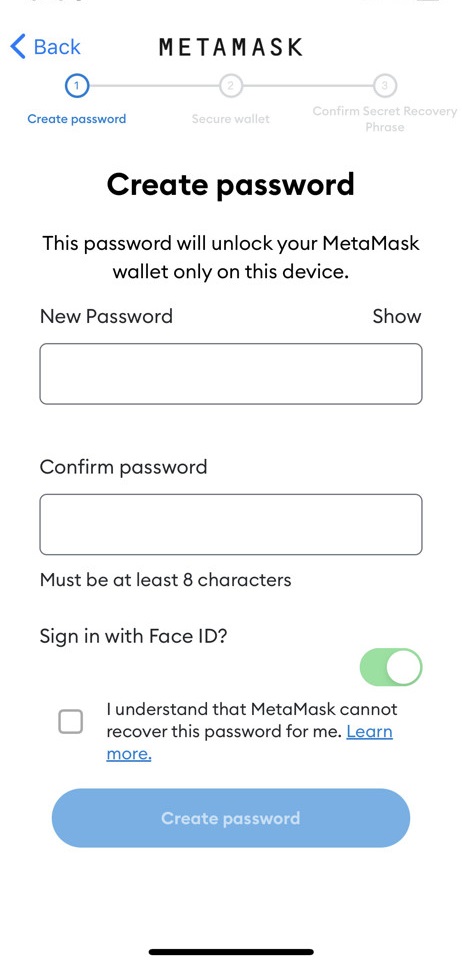 Back
METAMASK
1
2
3
Create password
Secure wallet
Confirm Secret Recovery
Phrase
Create password
This password will unlock your MetaMask
wallet only on this device.
New Password
Show
Confirm password
Must be at least 8 characters
Sign in with Face ID?
I understand that MetaMask cannot
recover this password for me. Learn
more.
Create password